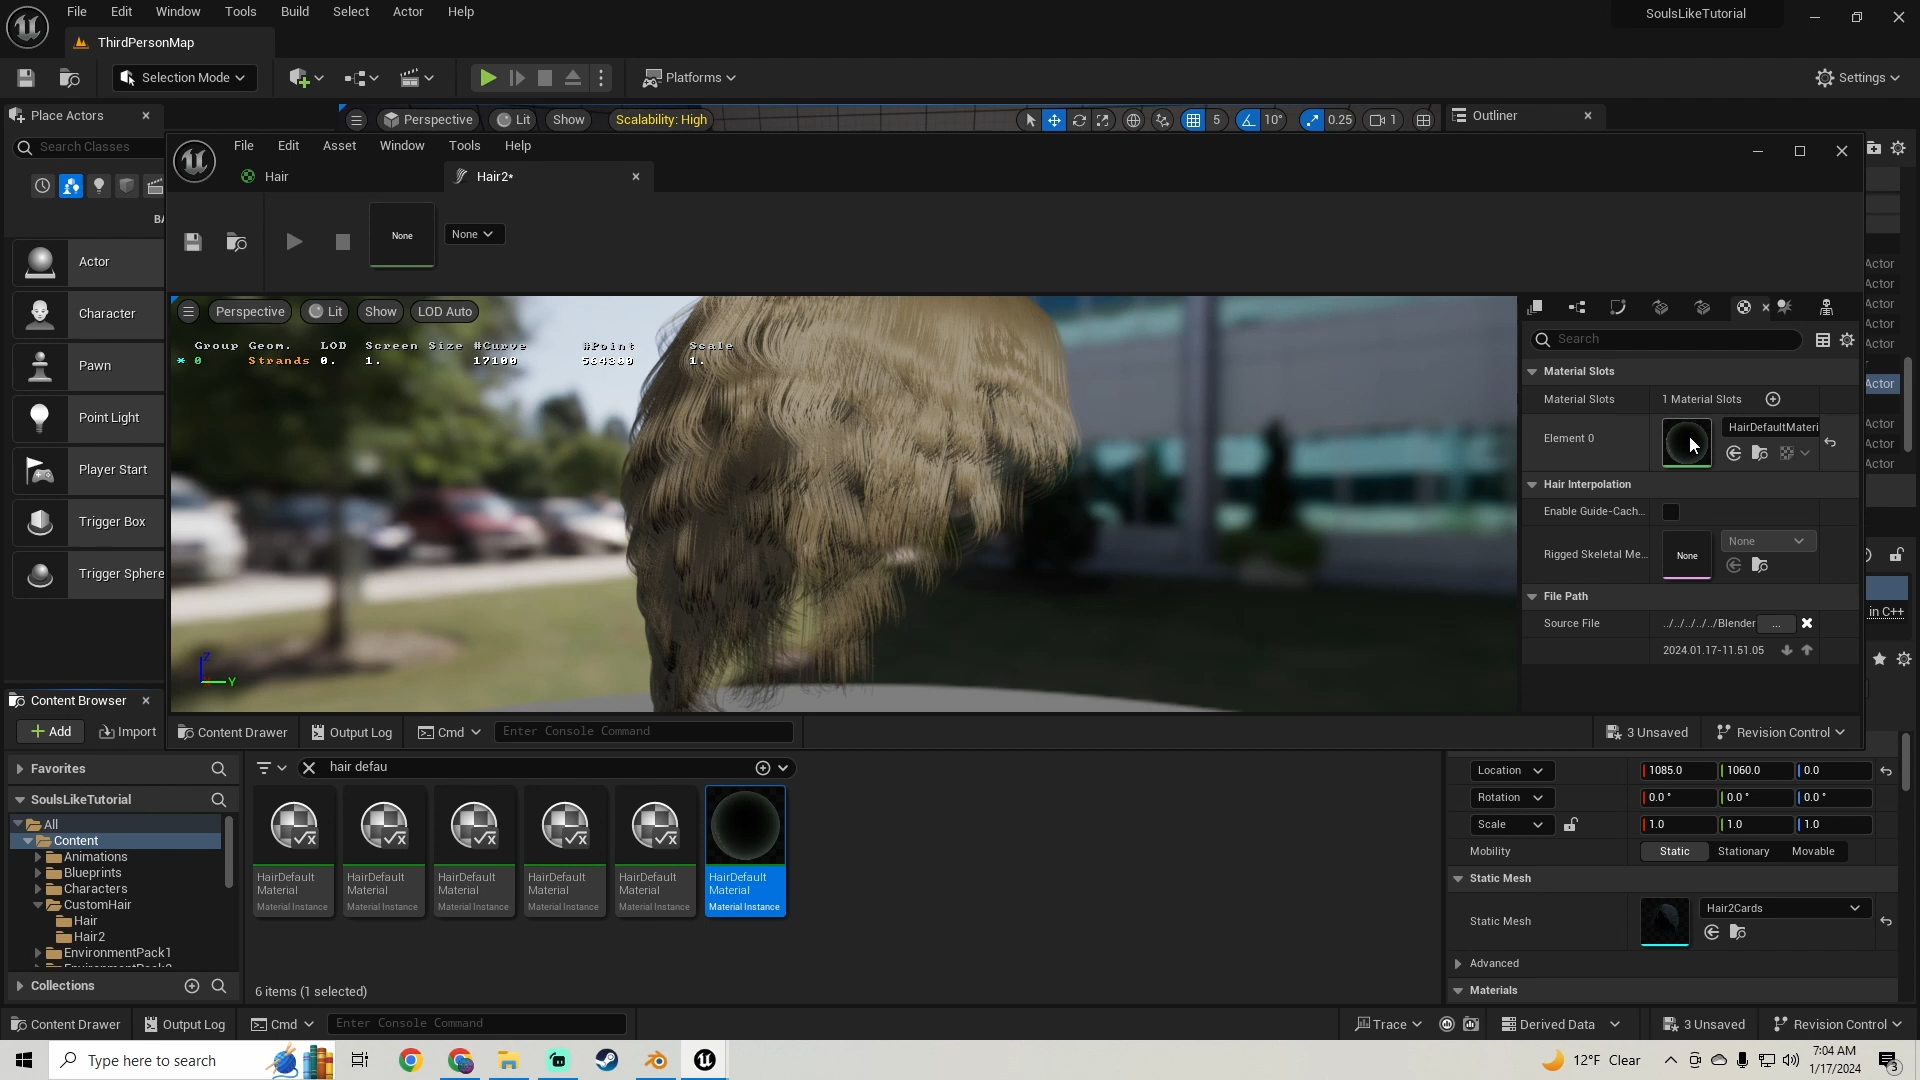 File Edit Window Tools Build Select Actor Help
SoulsLikeTutorial
ThirdPersonMap
Selection Mode
Platforms
Settings
Place Actors
Perspective Lit Show Scalability: High
5 10° 0.25 1
Outliner
Search Classes
File Edit Asset Window Tools Help
Hair
Hair2*
BA
None
None
Actor
Character
Pawn
Point Light
Player Start
Trigger Box
Trigger Sphere
Perspective Lit Show LOD Auto
Group Geom. LOD Screen Size #Curve #Point Scale
* 0 Strands 0. 1. 17100 564300 1.
Z
Y
Search
Material Slots
Material Slots 1 Material Slots
Element 0
HairDefaultMateri
Hair Interpolation
Enable Guide-Cach...
Rigged Skeletal Me...
None
None
File Path
Source File ../../../../../Blender ...
2024.01.17-11.51.05
Actor
Actor
Actor
Actor
Actor
Actor
Actor
Actor
Actor
in C++
Content Drawer Output Log Cmd Enter Console Command
3 Unsaved Revision Control
Content Browser
Add Import
Favorites
SoulsLikeTutorial
All
Content
Animations
Blueprints
Characters
CustomHair
Hair
Hair2
EnvironmentPack1
Collections
hair defau
HairDefault
Material
Material Instance
HairDefault
Material
Material Instance
HairDefault
Material
Material Instance
HairDefault
Material
Material Instance
HairDefault
Material
Material Instance
HairDefault
Material
Material Instance
6 items (1 selected)
Location 1085.0 1060.0 0.0
Rotation 0.0 ° 0.0 ° 0.0 °
Scale 1.0 1.0 1.0
Mobility Static Stationary Movable
Static Mesh
Static Mesh
Hair2Cards
Advanced
Materials
Content Drawer Output Log Cmd Enter Console Command
Trace Derived Data 3 Unsaved Revision Control
Type here to search
12°F Clear
7:04 AM
1/17/2024
3